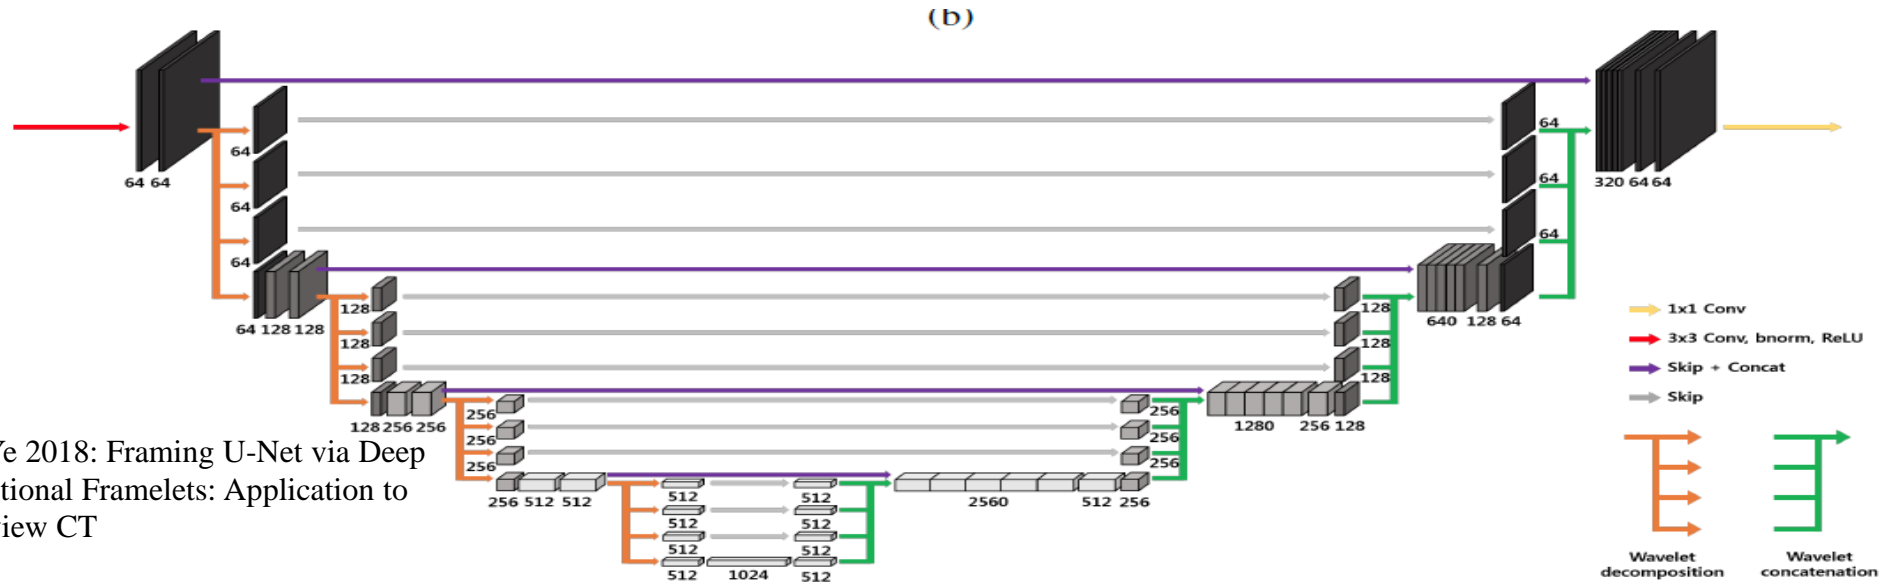 (b)
64 64
64
64
64
64 128 128
128
128
128
128 256 256
256
256
256
256 512 512
512
512
512
512
1024
512
512
512
512
2560
512 256
256
256
256
1280
256 128
128
128
128
640
128 64
64
64
64
320 64 64
1x1 Conv
3x3 Conv, bnorm, ReLU
Skip + Concat
Skip
Wavelet
decomposition
Wavelet
concatenation
Ye 2018: Framing U-Net via Deep
tional Framelets: Application to
view CT